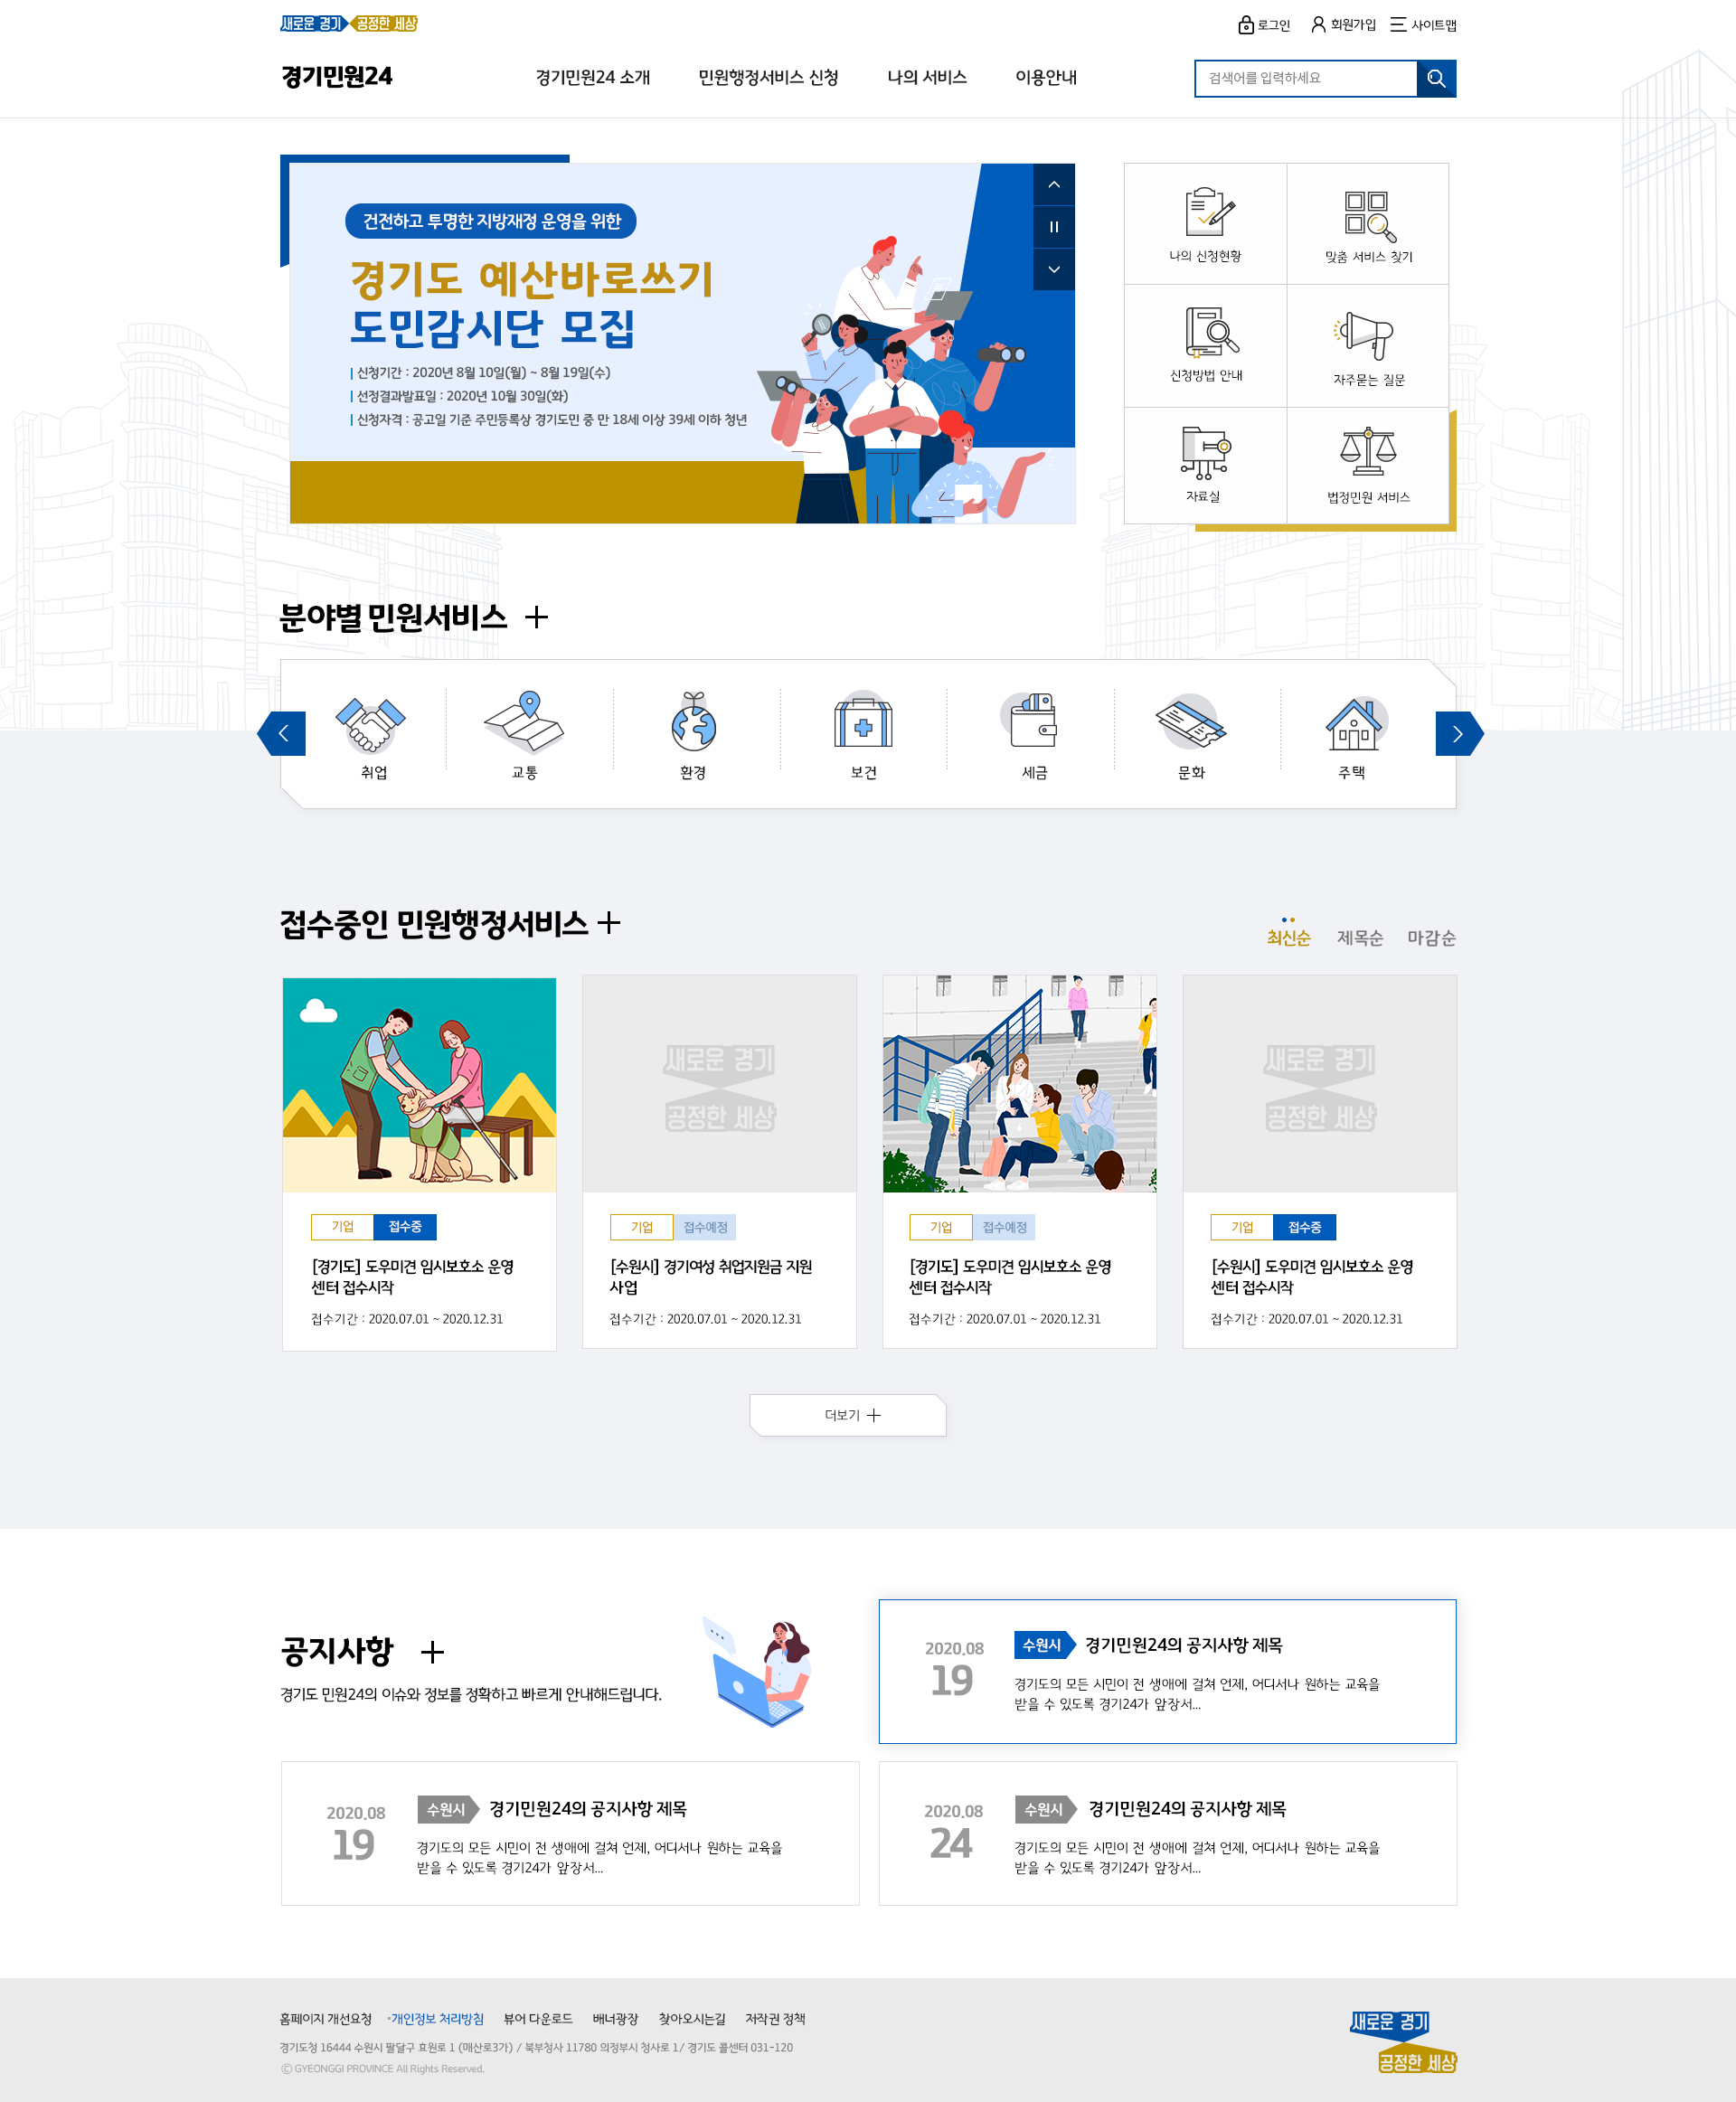 새로운 경기 공정한 세상
로그인 회원가입 사이트맵
경기민원24
경기민원24 소개 민원행정서비스 신청 나의 서비스 이용안내
검색어를 입력하세요
건전하고 투명한 지방재정 운영을 위한
경기도 예산바로쓰기
도민감시단 모집
신청기간 : 2020년 8월 10일(월) ~ 8월 19일(수)
선정결과발표일 : 2020년 10월 30일(화)
신청자격 : 공고일 기준 주민등록상 경기도민 중 만 18세 이상 39세 이하 청년
나의 신청현황 맞춤 서비스 찾기
신청방법 안내 자주묻는 질문
자료실 법정민원 서비스
분야별 민원서비스
취업 교통 환경 보건 세금 문화 주택
접수중인 민원행정서비스
최신순 제목순 마감순
새로운 경기
공정한 세상
새로운 경기
공정한 세상
기업 접수중
[경기도] 도우미견 임시보호소 운영
센터 접수시작
접수기간 : 2020.07.01 ~ 2020.12.31
기업 접수예정
[수원시] 경기여성 취업지원금 지원
사업
접수기간 : 2020.07.01 ~ 2020.12.31
기업 접수예정
[경기도] 도우미견 임시보호소 운영
센터 접수시작
접수기간 : 2020.07.01 ~ 2020.12.31
기업 접수중
[수원시] 도우미견 임시보호소 운영
센터 접수시작
접수기간 : 2020.07.01 ~ 2020.12.31
더보기
공지사항
경기도 민원24의 이슈와 정보를 정확하고 빠르게 안내해드립니다.
2020.08
19
수원시 경기민원24의 공지사항 제목
경기도의 모든 시민이 전 생애에 걸쳐 언제, 어디서나 원하는 교육을
받을 수 있도록 경기24가 앞장서...
2020.08
19
수원시 경기민원24의 공지사항 제목
경기도의 모든 시민이 전 생애에 걸쳐 언제, 어디서나 원하는 교육을
받을 수 있도록 경기24가 앞장서...
2020.08
24
수원시 경기민원24의 공지사항 제목
경기도의 모든 시민이 전 생애에 걸쳐 언제, 어디서나 원하는 교육을
받을 수 있도록 경기24가 앞장서...
홈페이지 개선요청 개인정보 처리방침 뷰어 다운로드 배너광장 찾아오시는길 저작권 정책
경기도청 16444 수원시 팔달구 효원로 1 (매산로3가) / 북부청사 11780 의정부시 청사로 1/ 경기도 콜센터 031-120
© GYEONGGI PROVINCE All Rights Reserved.
새로운 경기
공정한 세상